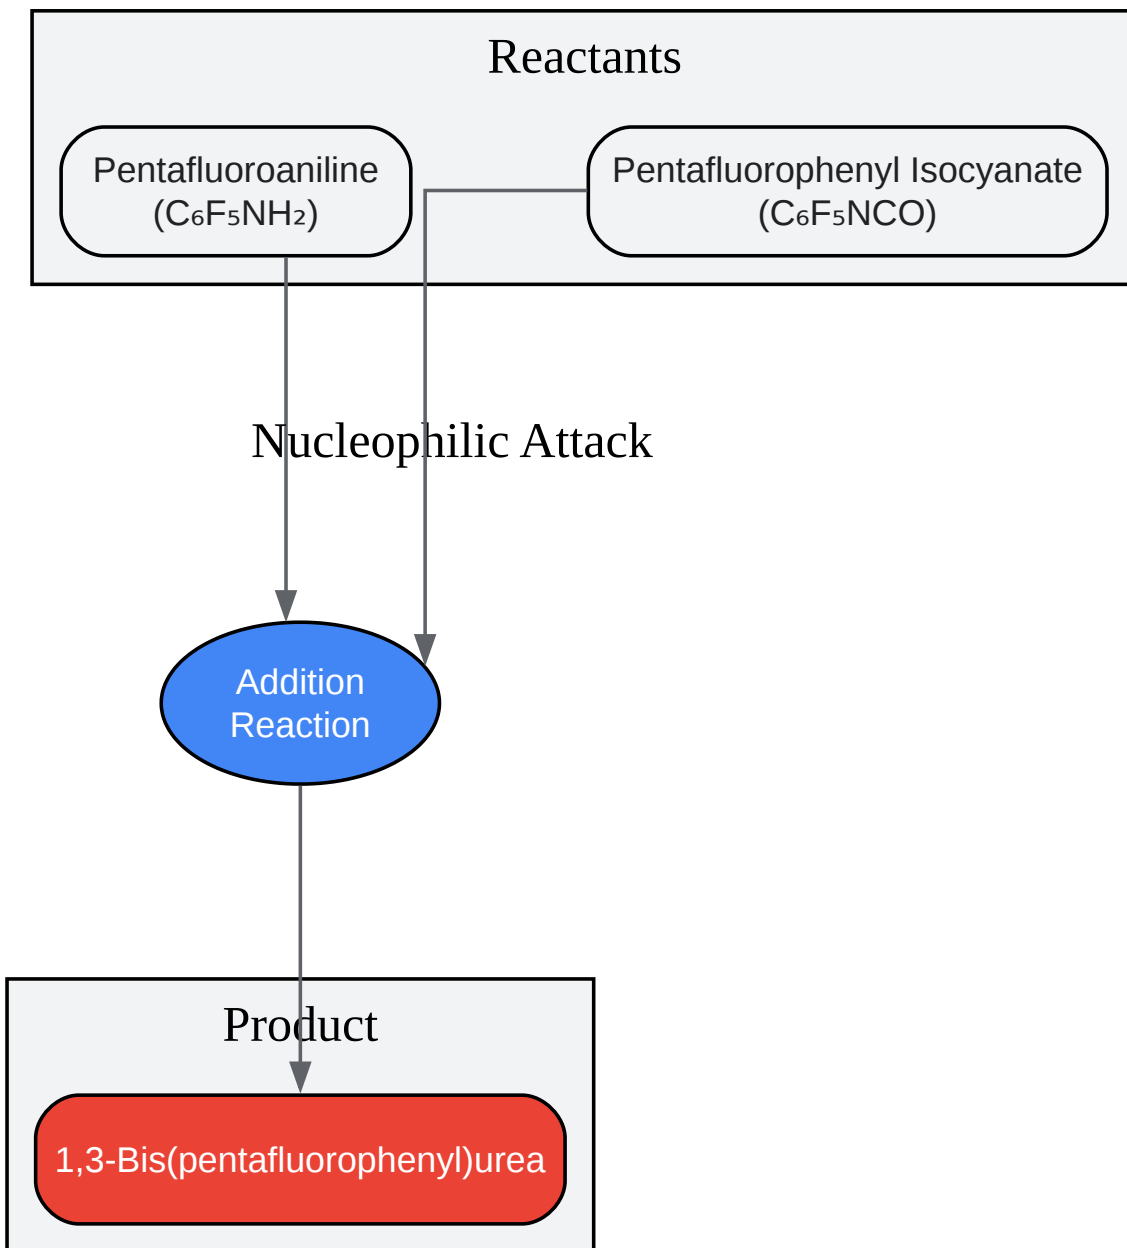 Reactants
Pentafluoroaniline
(C₆F₅NH₂)
Pentafluorophenyl Isocyanate
(C₆F₅NCO)
Nucleophilic Attack
Addition
Reaction
Product
1,3-Bis(pentafluorophenyl)urea